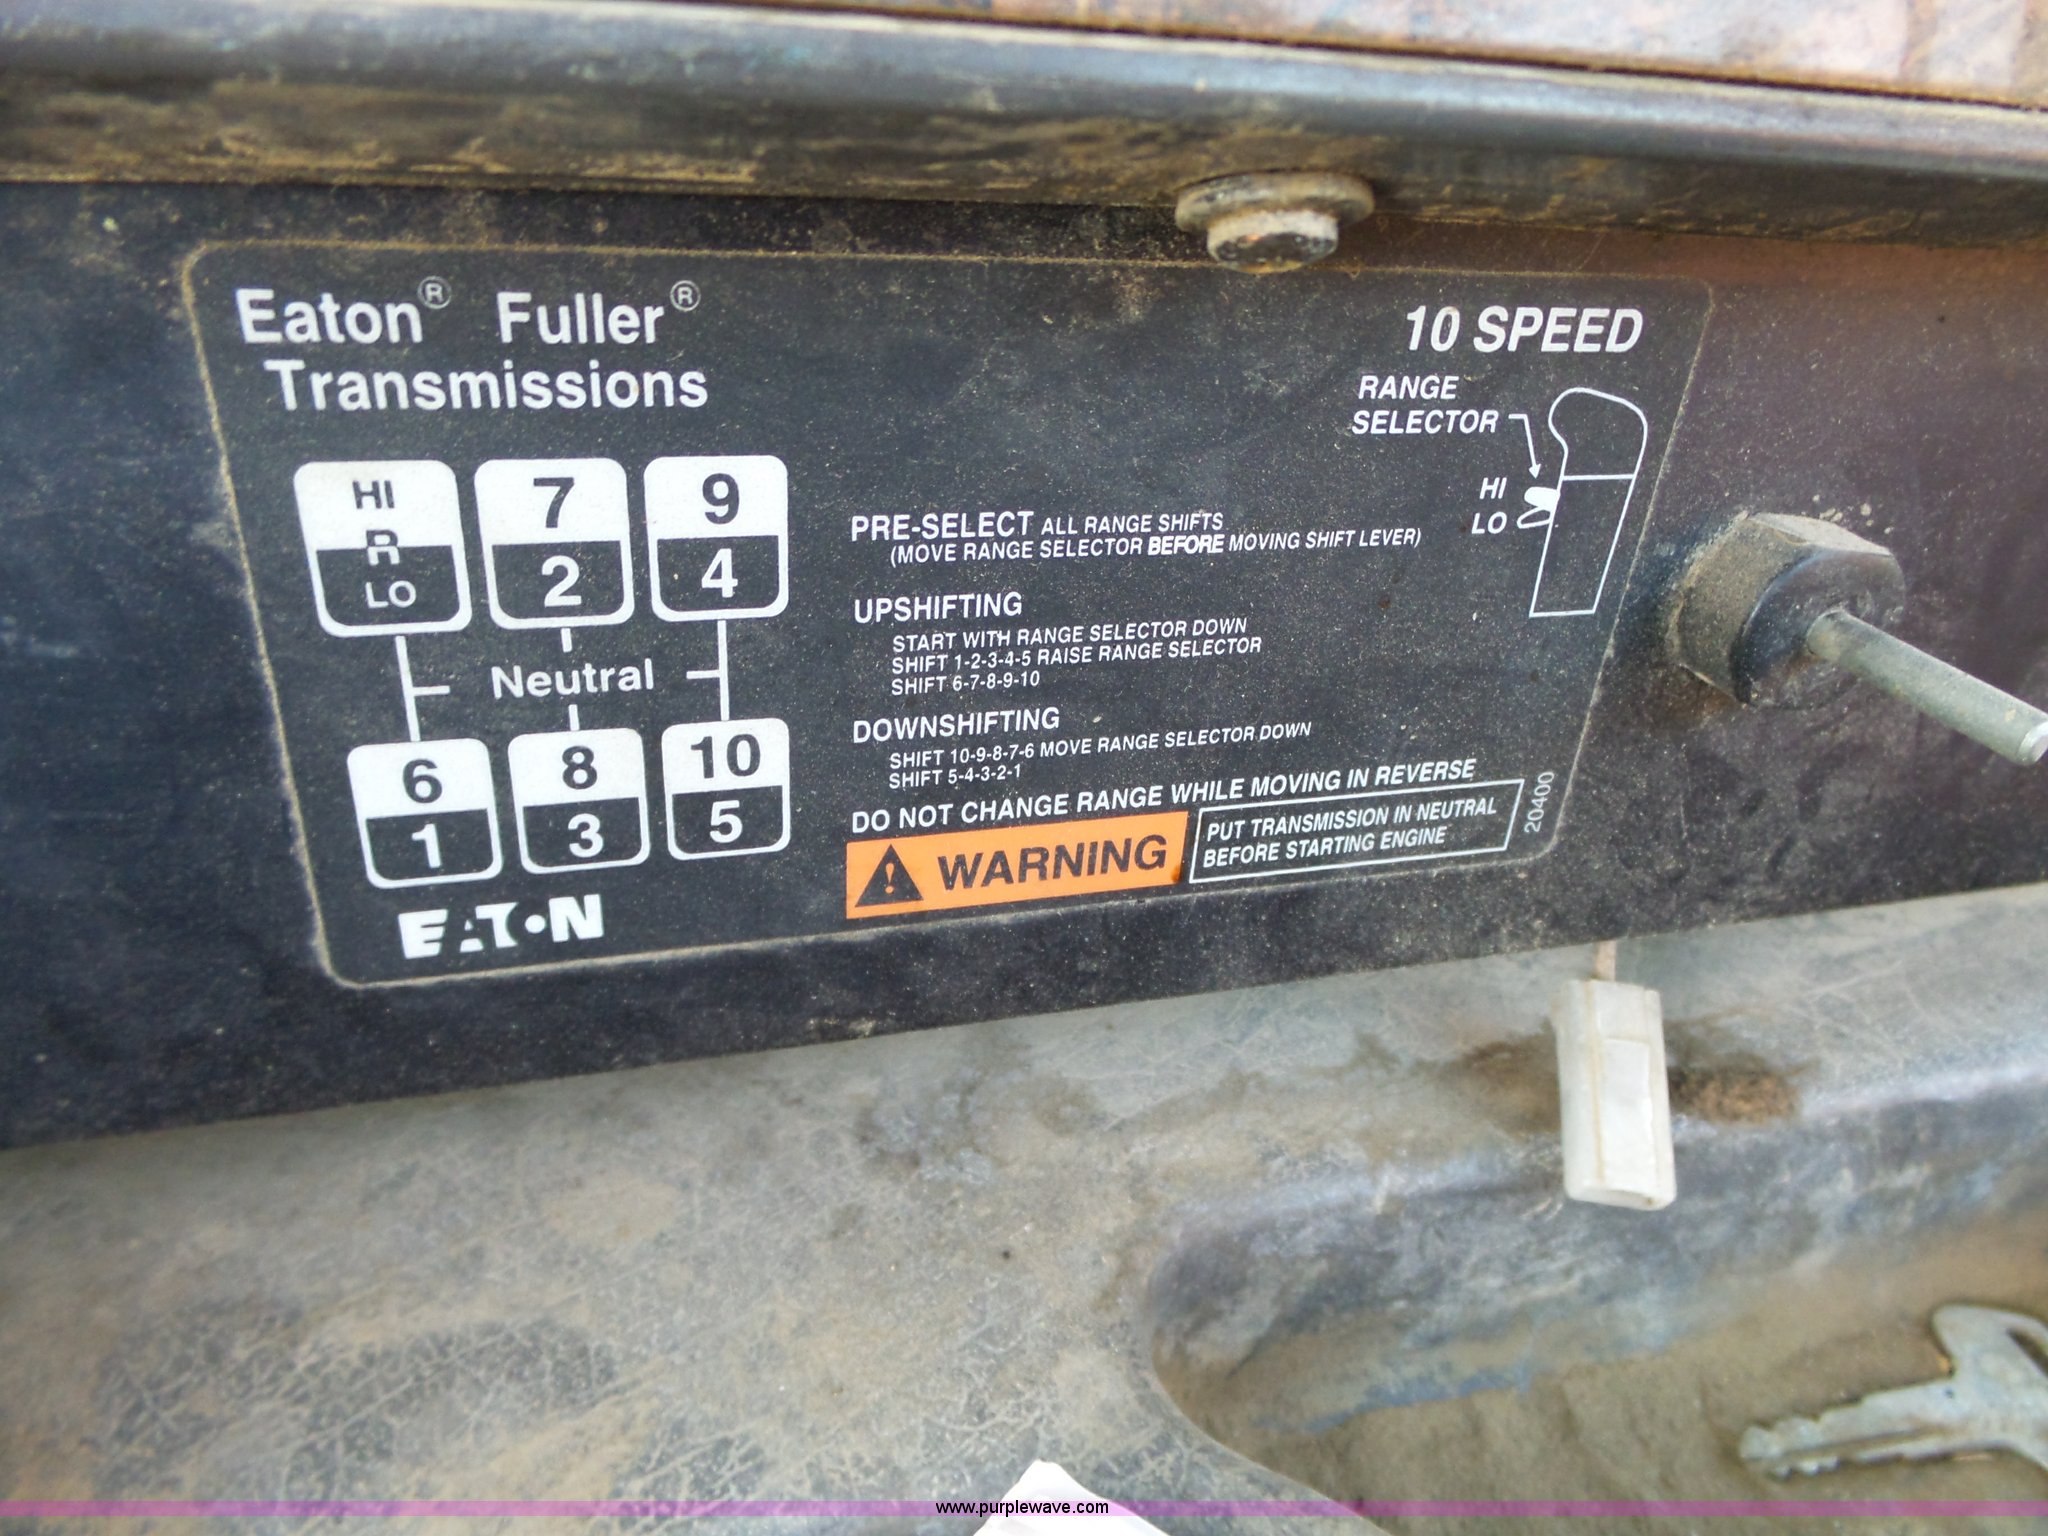 Eaton® Fuller®
Transmissions
10 SPEED
RANGE
SELECTOR
HI
LO
HI
R
LO
7
2
9
4
Neutral
6
1
8
3
10
5
EATON
PRE-SELECT ALL RANGE SHIFTS
(MOVE RANGE SELECTOR BEFORE MOVING SHIFT LEVER)
UPSHIFTING
START WITH RANGE SELECTOR DOWN
SHIFT 1-2-3-4-5 RAISE RANGE SELECTOR
SHIFT 6-7-8-9-10
DOWNSHIFTING
SHIFT 10-9-8-7-6 MOVE RANGE SELECTOR DOWN
SHIFT 5-4-3-2-1
DO NOT CHANGE RANGE WHILE MOVING IN REVERSE
WARNING
PUT TRANSMISSION IN NEUTRAL
BEFORE STARTING ENGINE
20400
www.purplewave.com